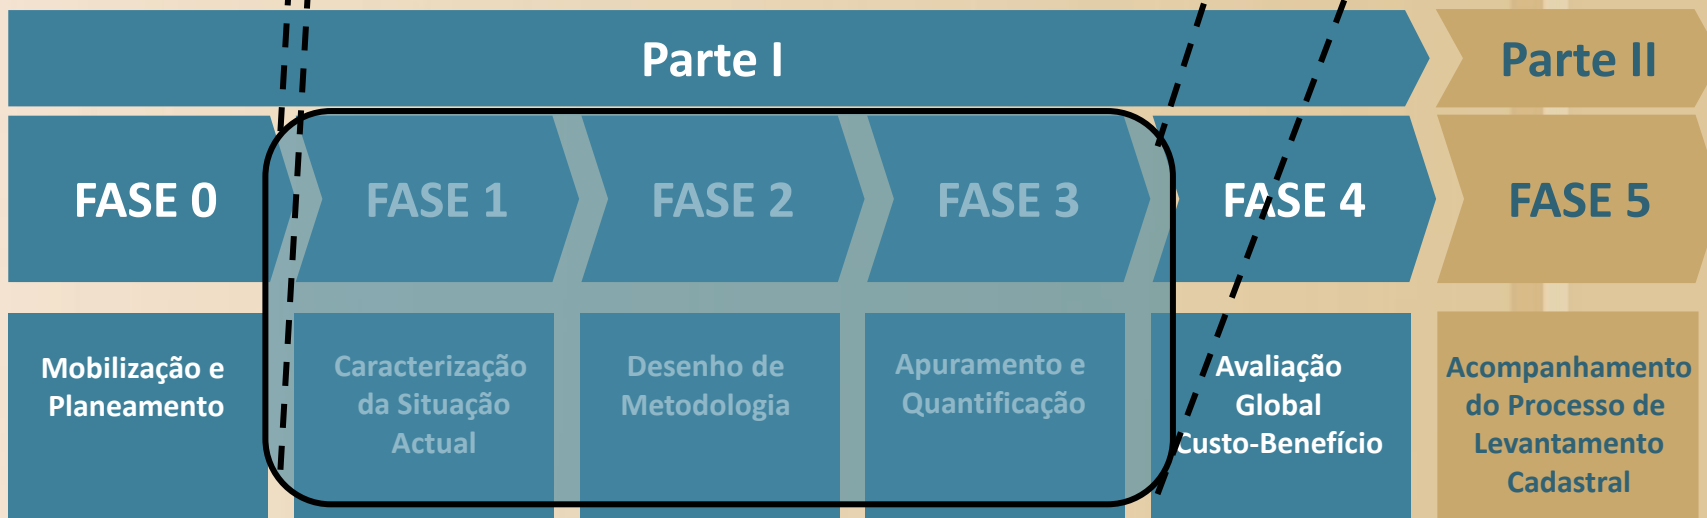 Parte I
Parte II
FASE 0
FASE 1
FASE 2
FASE 3
FASE 4
FASE 5
Mobilização e
Planeamento
Caracterização
da Situação
Actual
Desenho de
Metodologia
Apuramento e
Quantificação
Avaliação
Global
Custo-Benefício
Acompanhamento
do Processo de
Levantamento
Cadastral